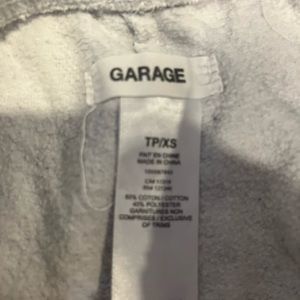 GARAGE
TP/XS
FAIT EN CHINE
MADE IN CHINA
60% COTON / COTTON
40% POLYESTER
GARNITURES NON
COMPRISES / EXCLUSIVE
OF TRIMS